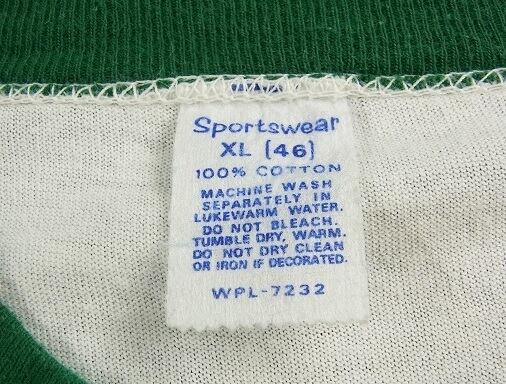 Sportswear
XL (46)
100% COTTON
MACHINE WASH
SEPARATELY IN
LUKEWARM WATER.
DO NOT BLEACH.
TUMBLE DRY, WARM.
DO NOT DRY CLEAN
OR IRON IF DECORATED.
WPL-7232